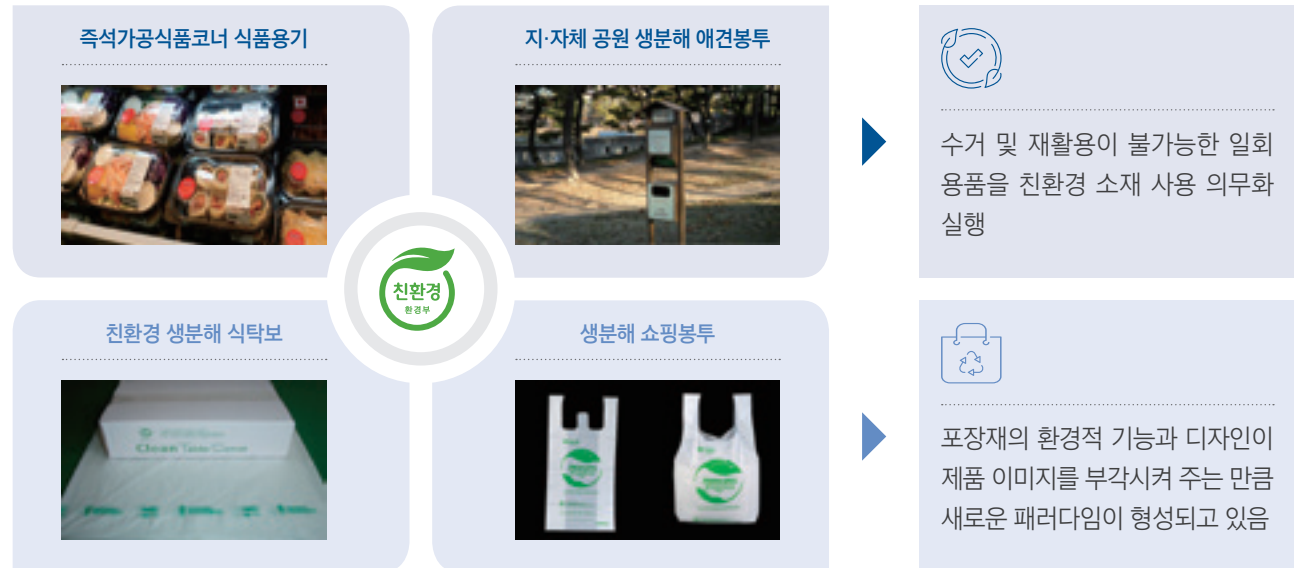 즉석가공식품코너 식품용기
지·자체 공원 생분해 애견봉투
수거 및 재활용이 불가능한 일회
용품을 친환경 소재 사용 의무화
실행
친환경
환경부
친환경 생분해 식탁보
생분해 쇼핑봉투
Clean Table Cover
포장재의 환경적 기능과 디자인이
제품 이미지를 부각시켜 주는 만큼
새로운 패러다임이 형성되고 있음